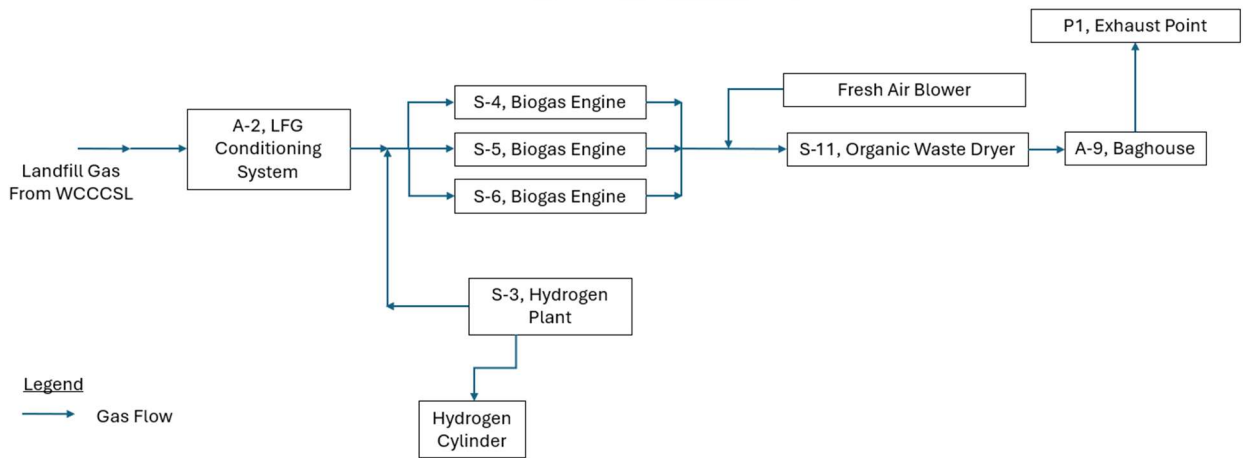 P1, Exhaust Point
S-4, Biogas Engine
Fresh Air Blower
A-2, LFG
Conditioning
System
S-5, Biogas Engine
S-11, Organic Waste Dryer
A-9, Baghouse
Landfill Gas
From WCCCSL
S-6, Biogas Engine
S-3, Hydrogen
Plant
Legend
Gas Flow
Hydrogen
Cylinder